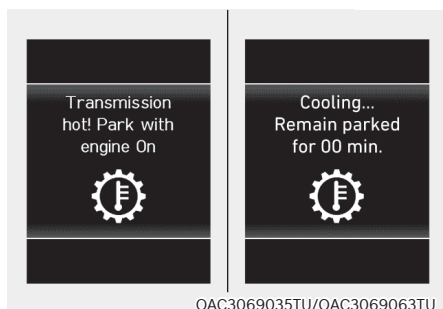 Transmission
hot! Park with
engine On
Cooling...
Remain parked
for 00 min.
OAC3069035TU/OAC3069063TU